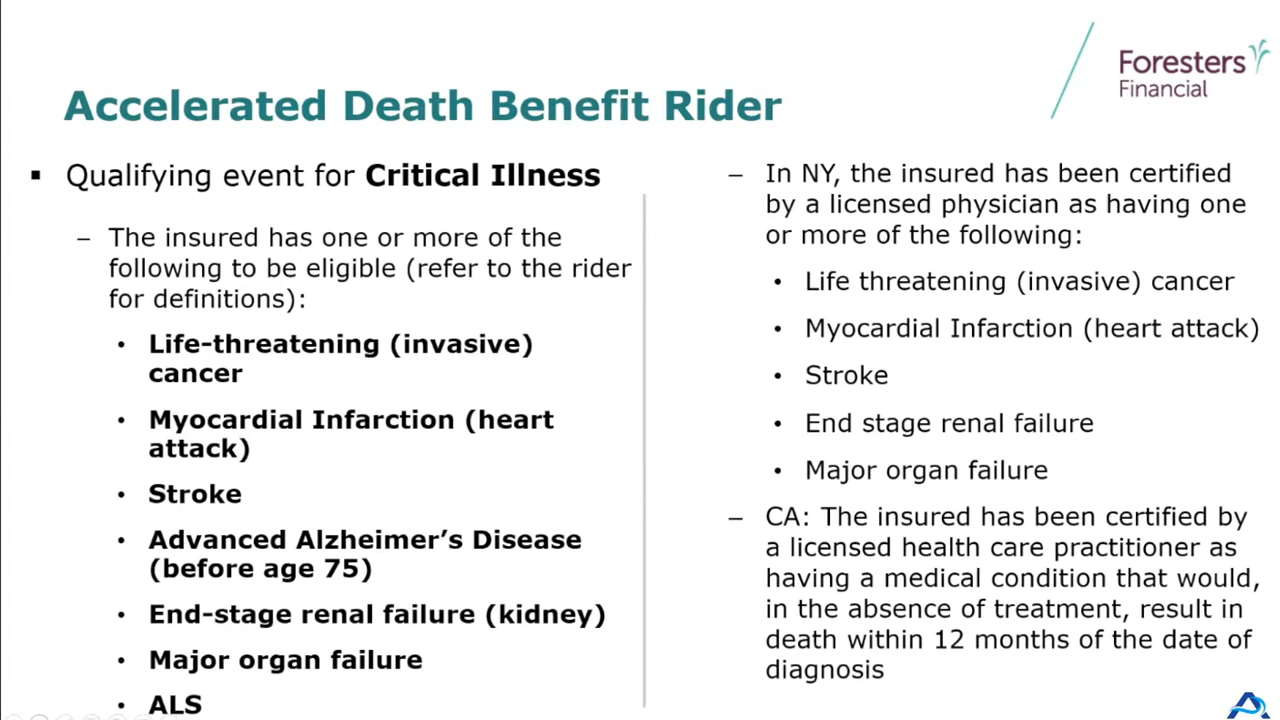 Foresters
Financial
Accelerated Death Benefit Rider
▪ Qualifying event for Critical Illness
– The insured has one or more of the
following to be eligible (refer to the rider
for definitions):
• Life-threatening (invasive)
cancer
• Myocardial Infarction (heart
attack)
• Stroke
• Advanced Alzheimer’s Disease
(before age 75)
• End-stage renal failure (kidney)
• Major organ failure
• ALS
– In NY, the insured has been certified
by a licensed physician as having one
or more of the following:
• Life threatening (invasive) cancer
• Myocardial Infarction (heart attack)
• Stroke
• End stage renal failure
• Major organ failure
– CA: The insured has been certified by
a licensed health care practitioner as
having a medical condition that would,
in the absence of treatment, result in
death within 12 months of the date of
diagnosis